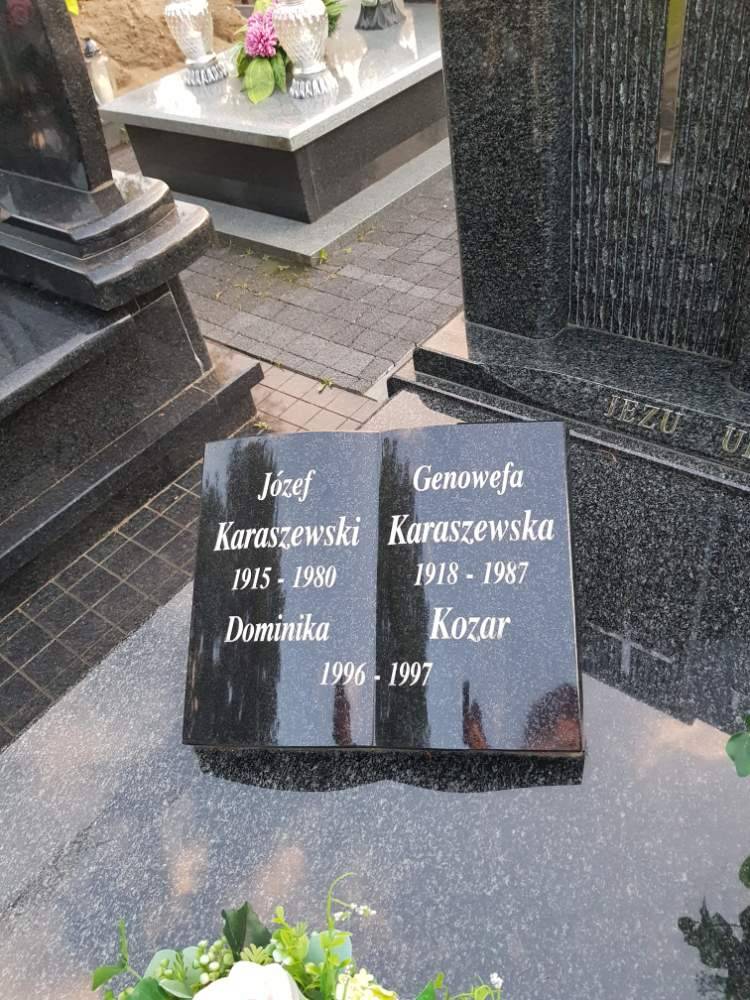 JEZU
Józef
Karaszewski
1915 - 1980
Genowefa
Karaszewska
1918 - 1987
Dominika Kozar
1996 - 1997